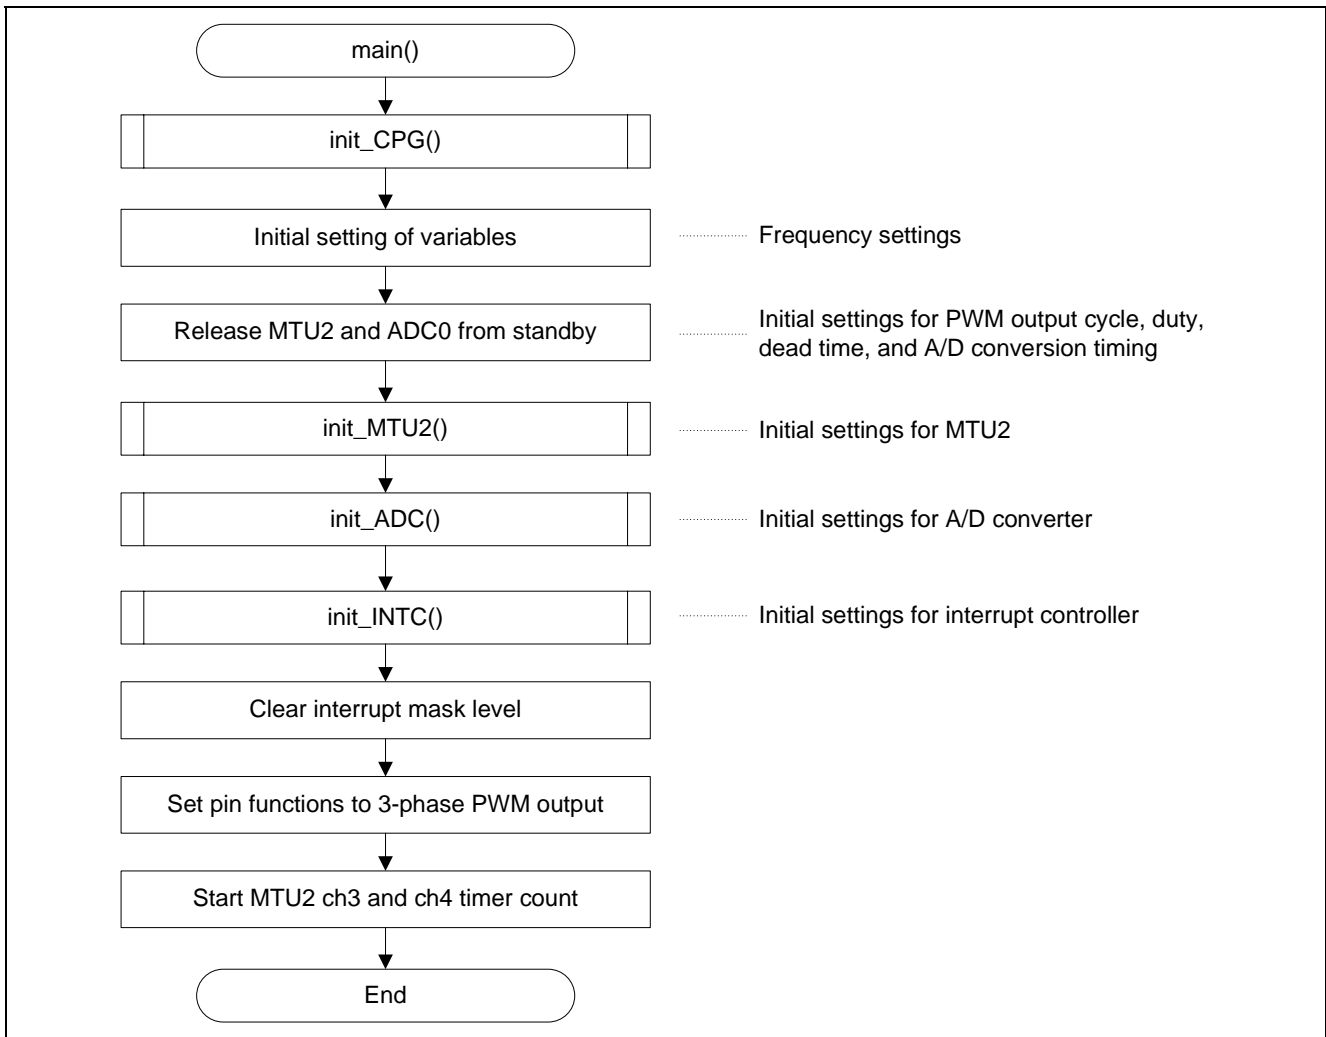 main()
init_CPG()
Initial setting of variables
Frequency settings
Release MTU2 and ADC0 from standby
Initial settings for PWM output cycle, duty,
dead time, and A/D conversion timing
init_MTU2()
Initial settings for MTU2
init_ADC()
Initial settings for A/D converter
init_INTC()
Initial settings for interrupt controller
Clear interrupt mask level
Set pin functions to 3-phase PWM output
Start MTU2 ch3 and ch4 timer count
End